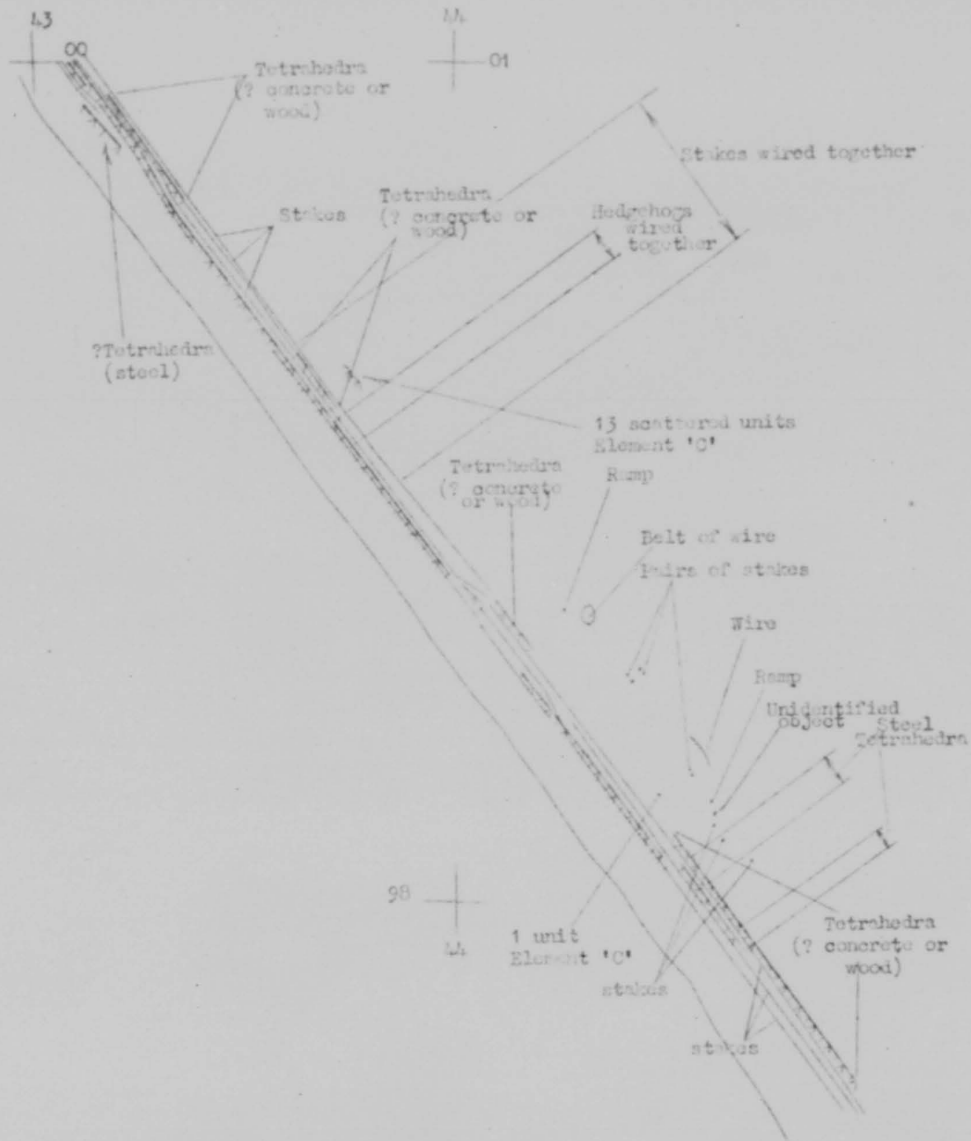 43
44
00
01
Tetrahedra
(? concrete or
wood)
Stakes wired together
Tetrahedra
(? concrete or
wood)
Stakes
Hedgehogs
wired
together
?Tetrahedra
(steel)
13 scattered units
Element 'C'
Tetrahedra
(? concrete
or wood)
Ramp
Belt of wire
Pairs of stakes
Wire
Ramp
Unidentified
object
Steel
Tetrahedra
98
44
1 unit
Element 'C'
Tetrahedra
(? concrete or
wood)
stakes
stakes